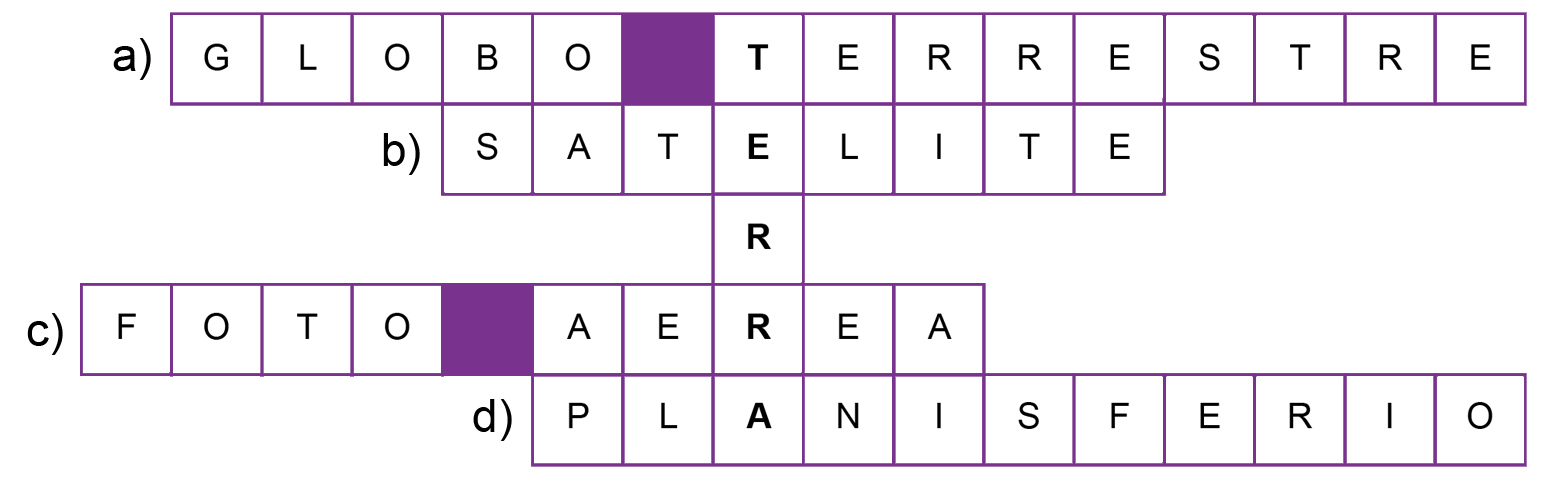 a) GLOBO TERRESTRE
b) SATELITE
R
c) FOTO AEREA
d) PLANISFERIO